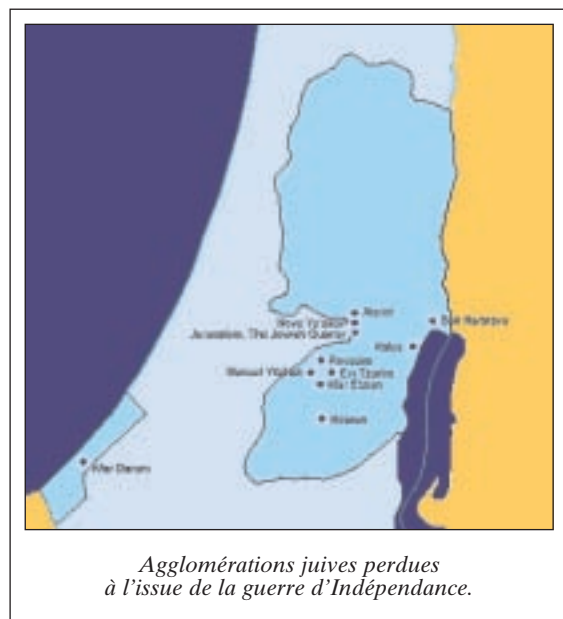 Atarot
Neve Ya'akov
Jerusalem, The Jewish Quarter
Beit Ha'arava
Kalya
Revadim
Massuot Yitzhak
Ein Tzurim
Kfar Etzion
Hebron
Kfar Darom
Agglomérations juives perdues
à l'issue de la guerre d'Indépendance.